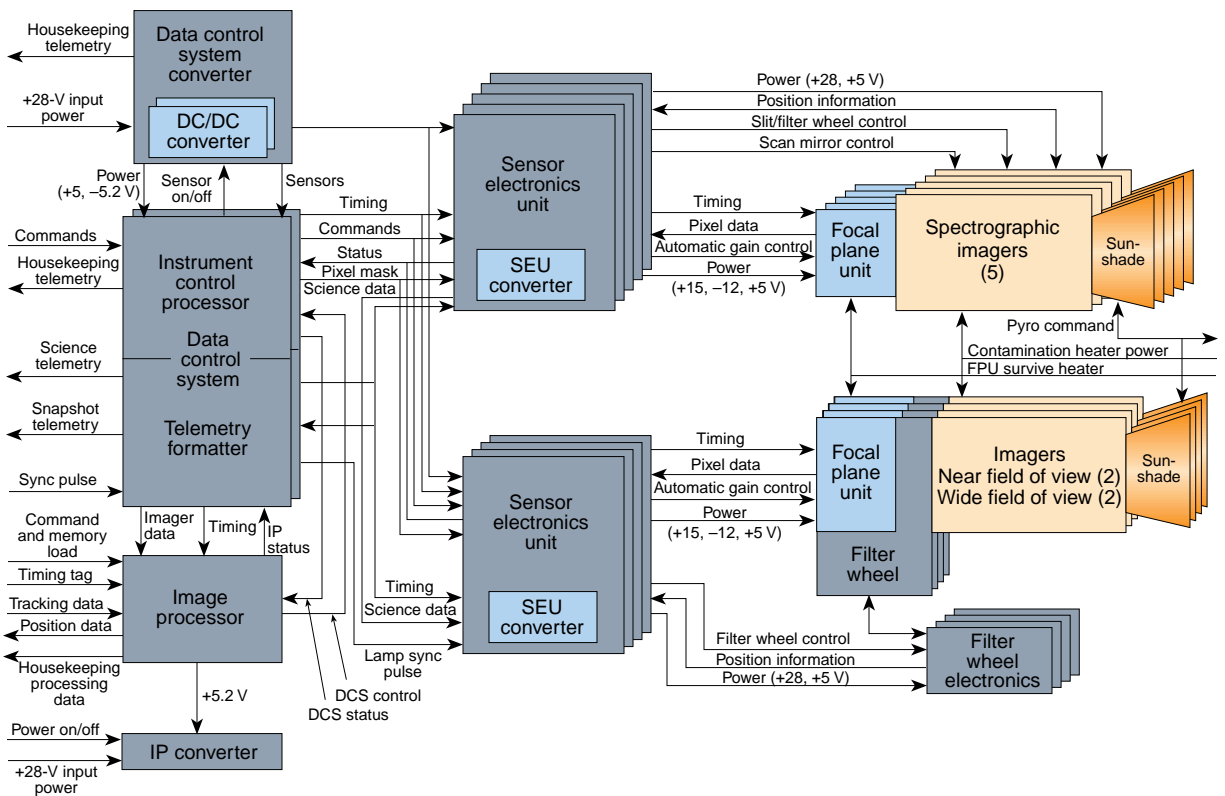 Housekeeping
telemetry
+28-V input
power
Data control
system
converter
DC/DC
converter
Power
(+5, –5.2 V)
Sensor
on/off
Sensors
Commands
Housekeeping
telemetry
Science
telemetry
Snapshot
telemetry
Sync pulse
Instrument
control
processor
Data
control
system
Telemetry
formatter
Timing
Commands
Status
Pixel mask
Science data
Imager
data
Timing
IP
status
Command
and memory
load
Timing tag
Tracking data
Position data
Housekeeping
processing
data
Image
processor
+5.2 V
DCS control
DCS status
Power on/off
+28-V input
power
IP converter
Sensor
electronics
unit
SEU
converter
Power (+28, +5 V)
Position information
Slit/filter wheel control
Scan mirror control
Timing
Pixel data
Automatic gain control
Power
(+15, –12, +5 V)
Focal
plane
unit
Spectrographic
imagers
(5)
Sun-
shade
Pyro command
Contamination heater power
FPU survive heater
Timing
Science data
Lamp sync
pulse
Sensor
electronics
unit
SEU
converter
Timing
Pixel data
Automatic gain control
Power
(+15, –12, +5 V)
Focal
plane
unit
Filter
wheel
Imagers
Near field of view (2)
Wide field of view (2)
Sun-
shade
Filter wheel control
Position information
Power (+28, +5 V)
Filter
wheel
electronics